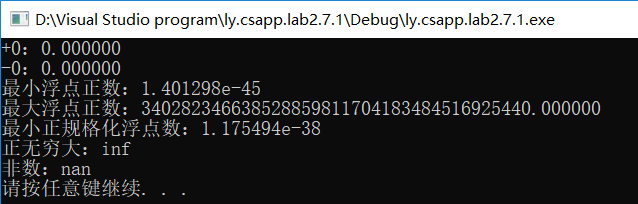 D:\Visual Studio program\ly.csapp.lab2.7.1\Debug\ly.csapp.lab2.7.1.exe
+0：0.000000
-0：0.000000
最小浮点正数：1.401298e-45
最大浮点正数：340282346638528859811704183484516925440.000000
最小正规格化浮点数：1.175494e-38
正无穷大：inf
非数：nan
请按任意键继续. . .